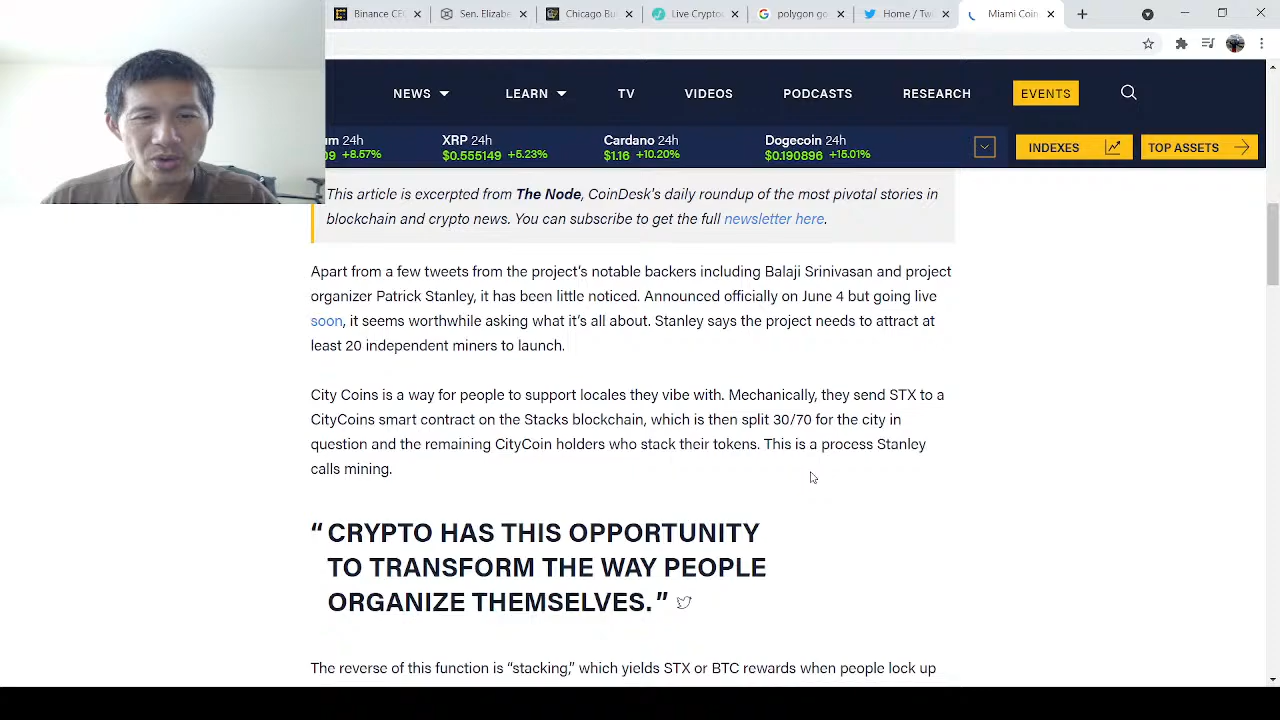 Binance CF
Sen. Elizabe
Chicago Bu
Live Crypto
polygon go
Home / Tw
Miami Coin
NEWS
LEARN
TV
VIDEOS
PODCASTS
RESEARCH
EVENTS
um 24h
09 +8.57%
XRP 24h
$0.555149 +5.23%
Cardano 24h
$1.16 +10.20%
Dogecoin 24h
$0.190896 +15.01%
INDEXES
TOP ASSETS
This article is excerpted from The Node, CoinDesk's daily roundup of the most pivotal stories in
blockchain and crypto news. You can subscribe to get the full newsletter here.
Apart from a few tweets from the project's notable backers including Balaji Srinivasan and project
organizer Patrick Stanley, it has been little noticed. Announced officially on June 4 but going live
soon, it seems worthwhile asking what it's all about. Stanley says the project needs to attract at
least 20 independent miners to launch.
City Coins is a way for people to support locales they vibe with. Mechanically, they send STX to a
CityCoins smart contract on the Stacks blockchain, which is then split 30/70 for the city in
question and the remaining CityCoin holders who stack their tokens. This is a process Stanley
calls mining.
“ CRYPTO HAS THIS OPPORTUNITY
TO TRANSFORM THE WAY PEOPLE
ORGANIZE THEMSELVES. ”
The reverse of this function is “stacking,” which yields STX or BTC rewards when people lock up